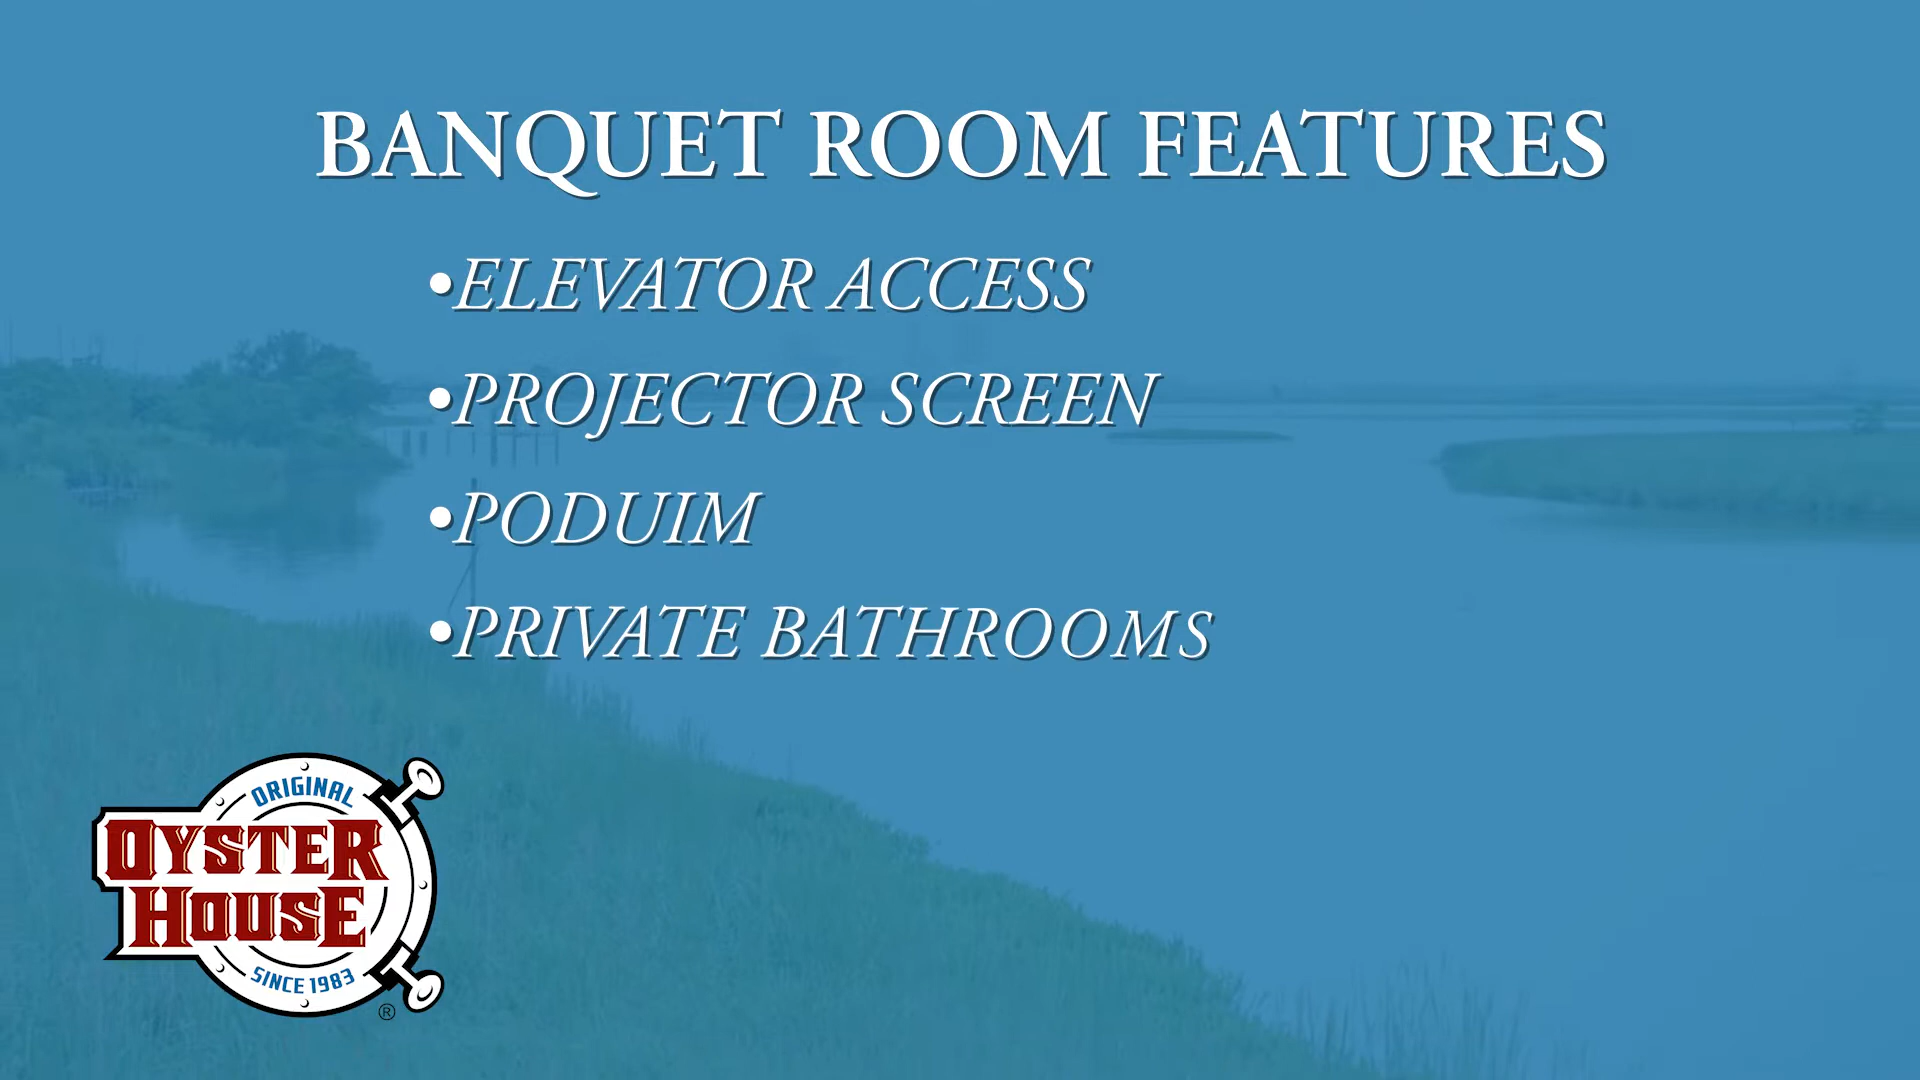 BANQUET ROOM FEATURES
•ELEVATOR ACCESS
•PROJECTOR SCREEN
•PODUIM
•PRIVATE BATHROOMS
ORIGINAL
OYSTER
HOUSE
SINCE 1983
®